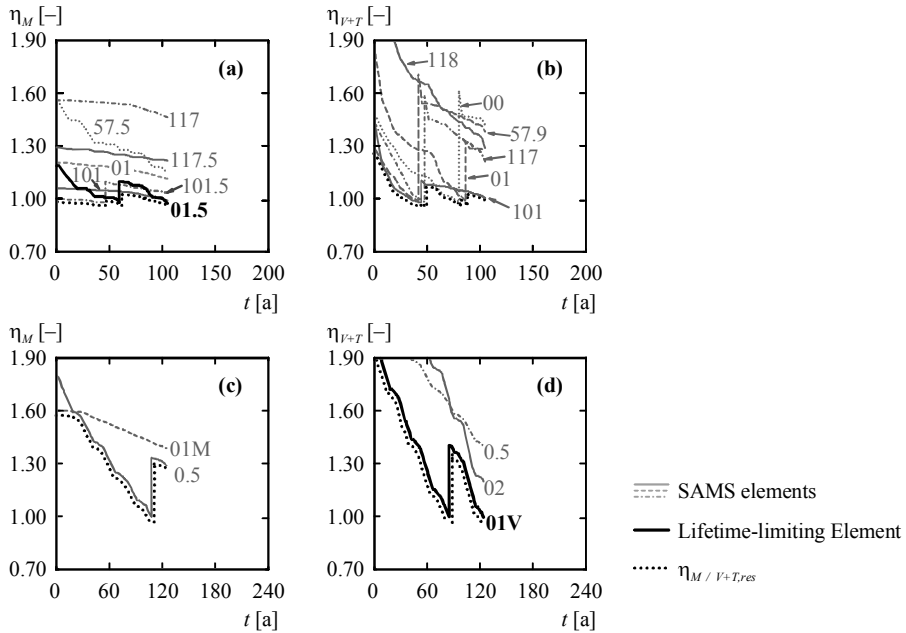 η_M [–]
1.90
1.60
1.30
1.00
0.70
0 50 100 150 200
t [a]
(a)
117
57.5
117.5
01
101
101.5
01.5
η_V+T [–]
1.90
1.60
1.30
1.00
0.70
0 60 120 180 240
t [a]
(b)
118
00
57.9
117
01
101
η_M [–]
1.90
1.60
1.30
1.00
0.70
0 60 120 180 240
t [a]
(c)
01M
0.5
η_V+T [–]
1.90
1.60
1.30
1.00
0.70
0 60 120 180 240
t [a]
(d)
0.5
02
01V
SAMS elements
Lifetime-limiting Element
η_M / V+T,res